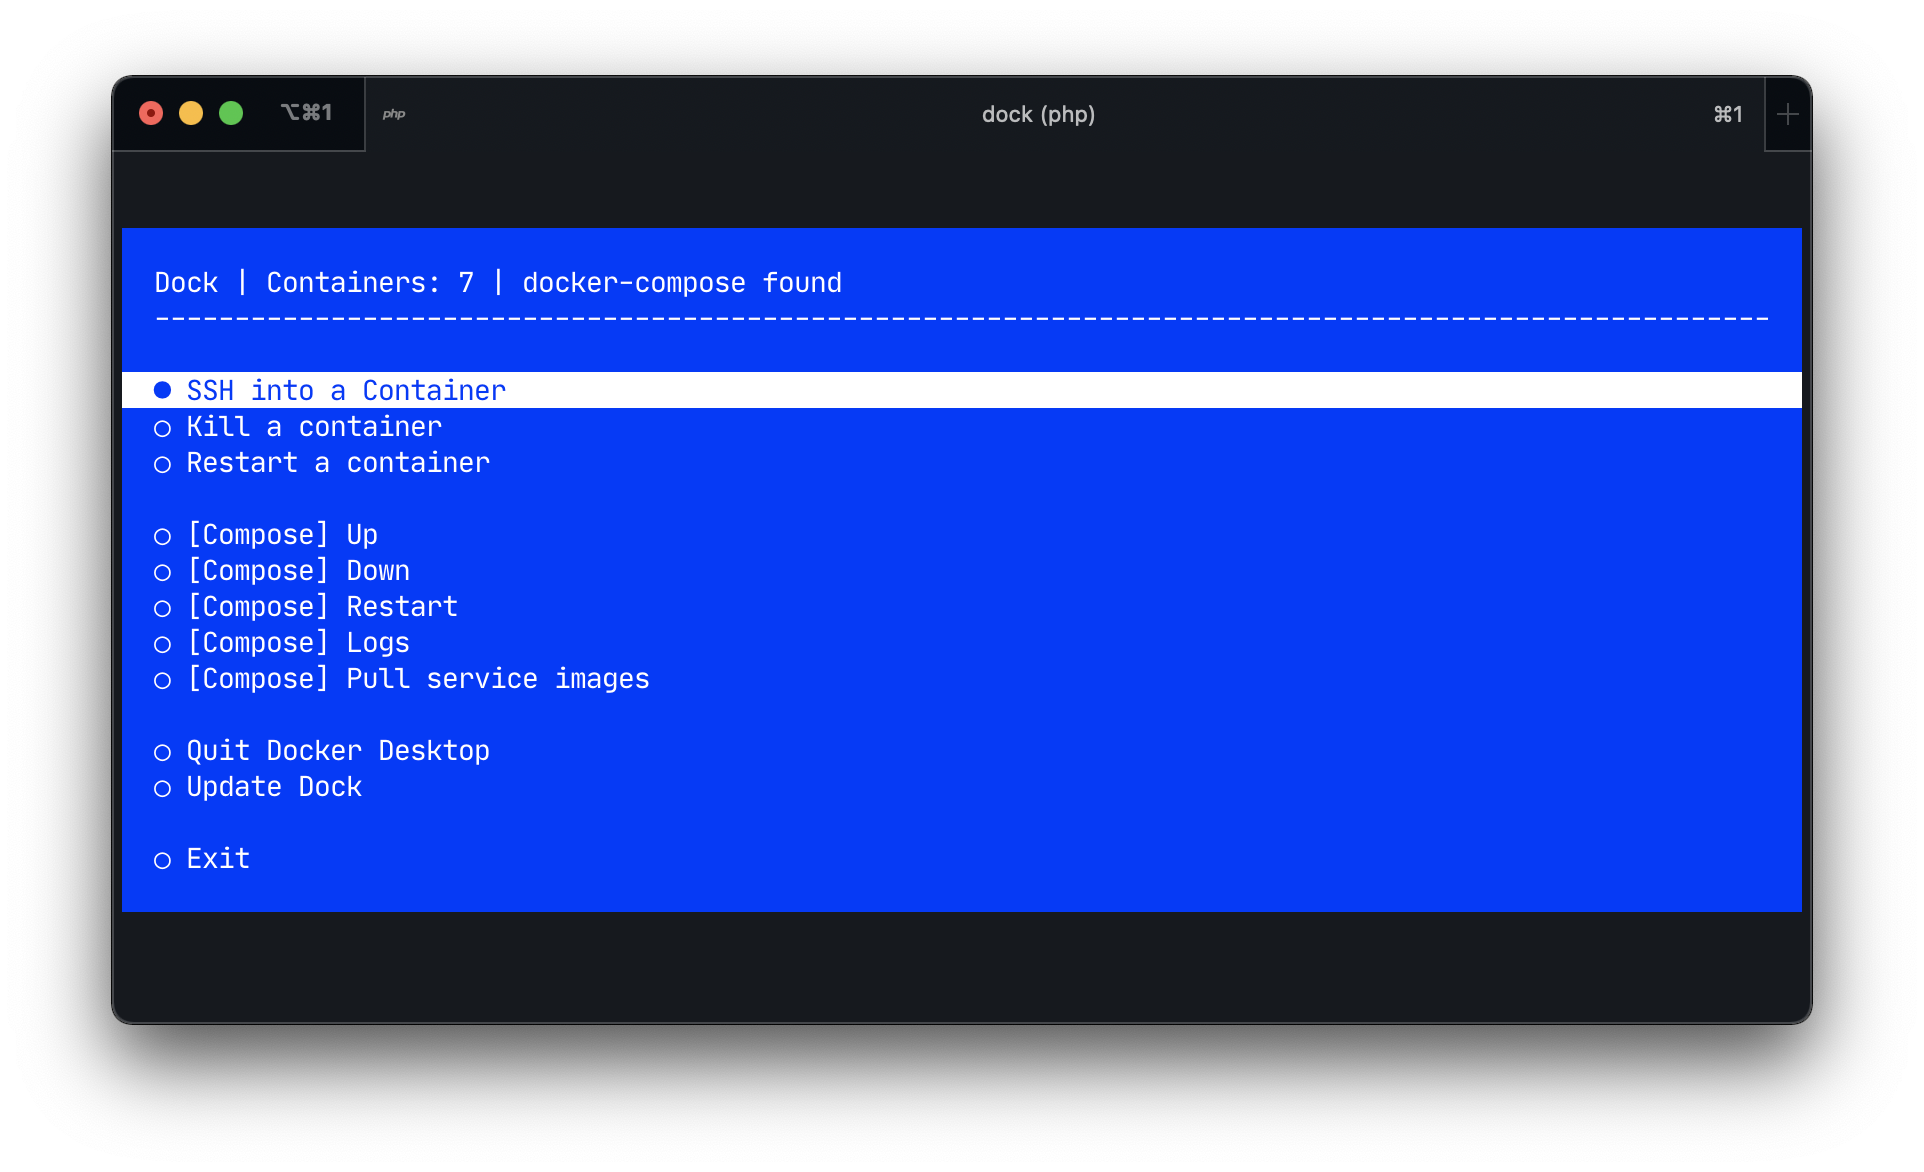 ⌥⌘1 php dock (php) ⌘1
Dock | Containers: 7 | docker-compose found
-----------------------------------------------------------------------------------------------------
● SSH into a Container
○ Kill a container
○ Restart a container
○ [Compose] Up
○ [Compose] Down
○ [Compose] Restart
○ [Compose] Logs
○ [Compose] Pull service images
○ Quit Docker Desktop
○ Update Dock
○ Exit